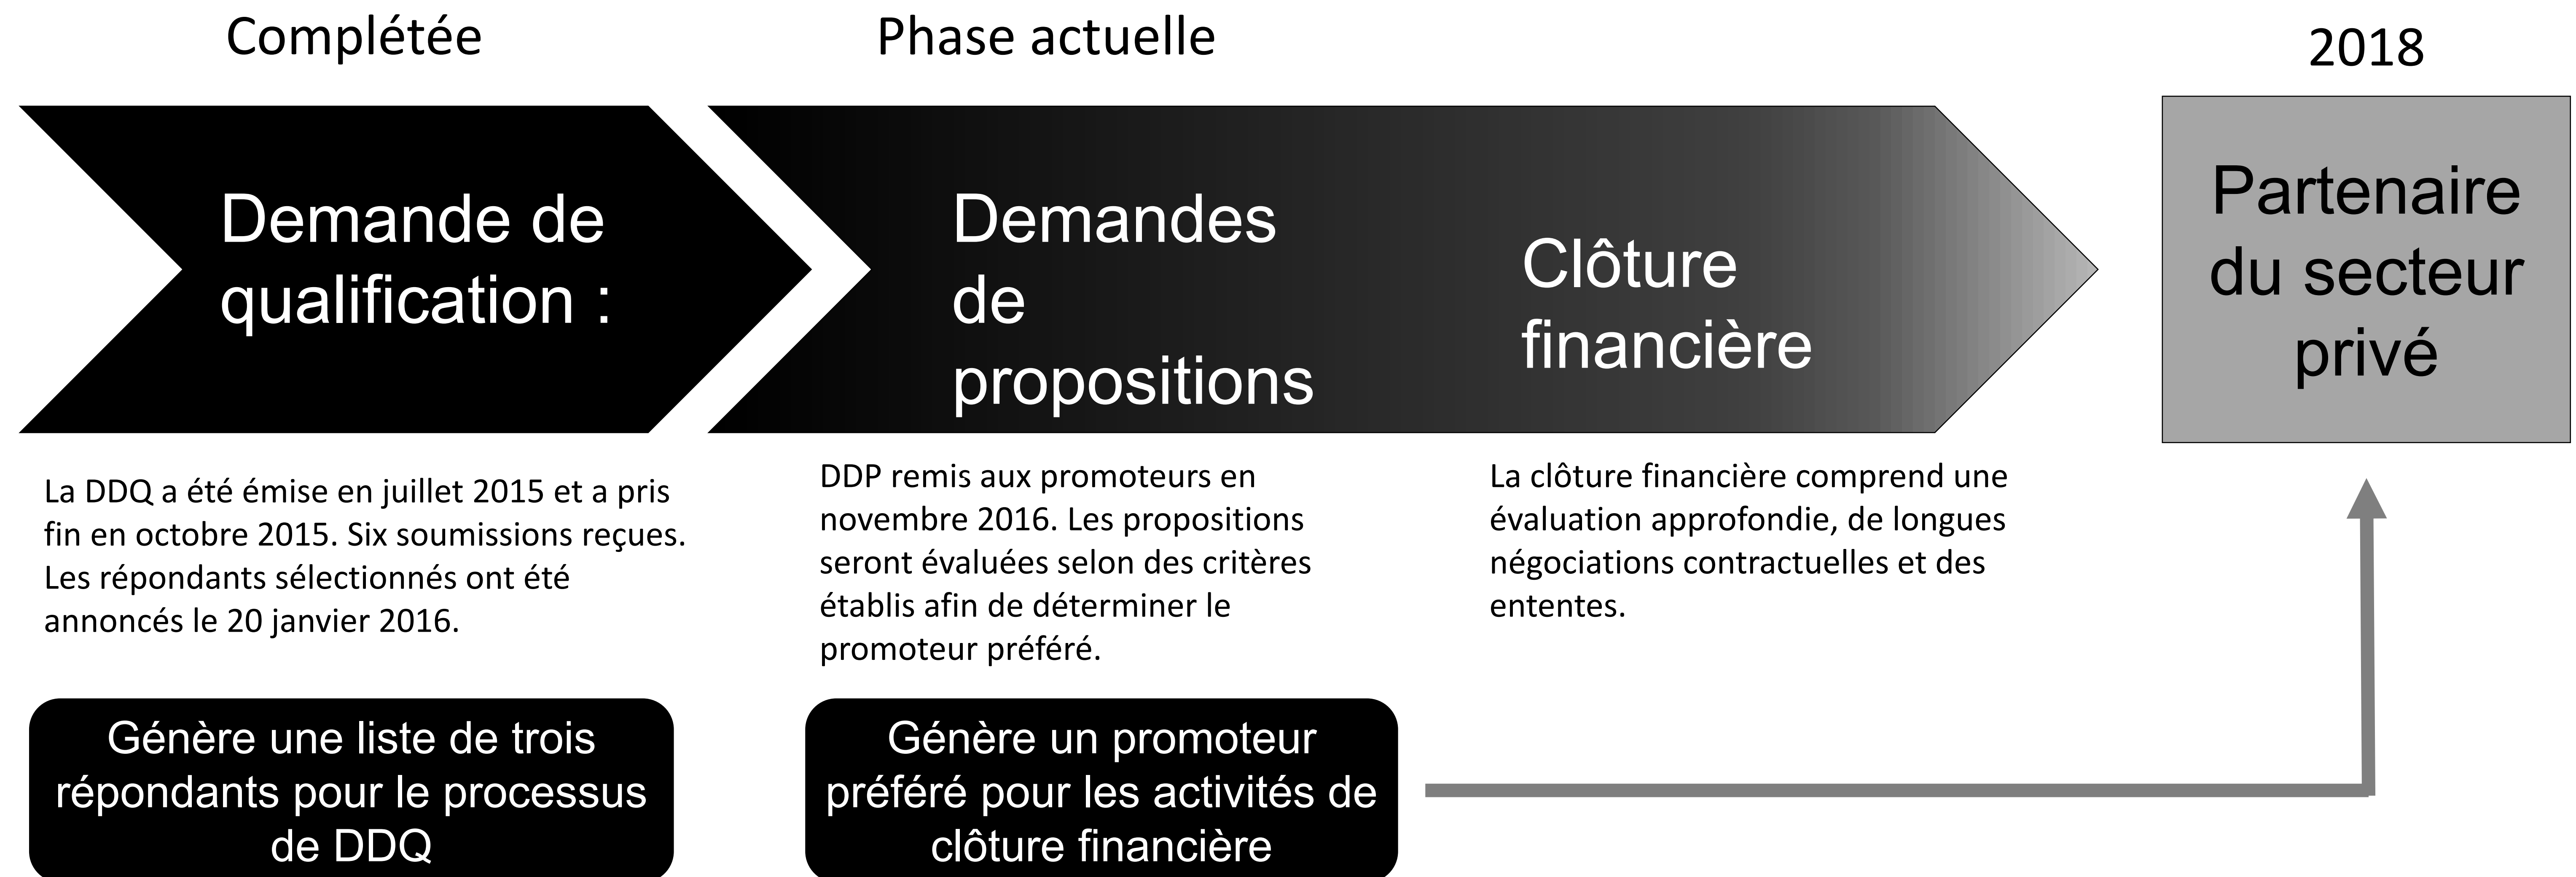 Complétée
Demande de
qualification :
La DDQ a été émise en juillet 2015 et a pris
fin en octobre 2015. Six soumissions reçues.
Les répondants sélectionnés ont été
annoncés le 20 janvier 2016.
Génère une liste de trois
répondants pour le processus
de DDQ
Phase actuelle
Demandes
de
propositions
DDP remis aux promoteurs en
novembre 2016. Les propositions
seront évaluées selon des critères
établis afin de déterminer le
promoteur préféré.
Génère un promoteur
préféré pour les activités de
clôture financière
Clôture
financière
La clôture financière comprend une
évaluation approfondie, de longues
négociations contractuelles et des
ententes.
2018
Partenaire
du secteur
privé